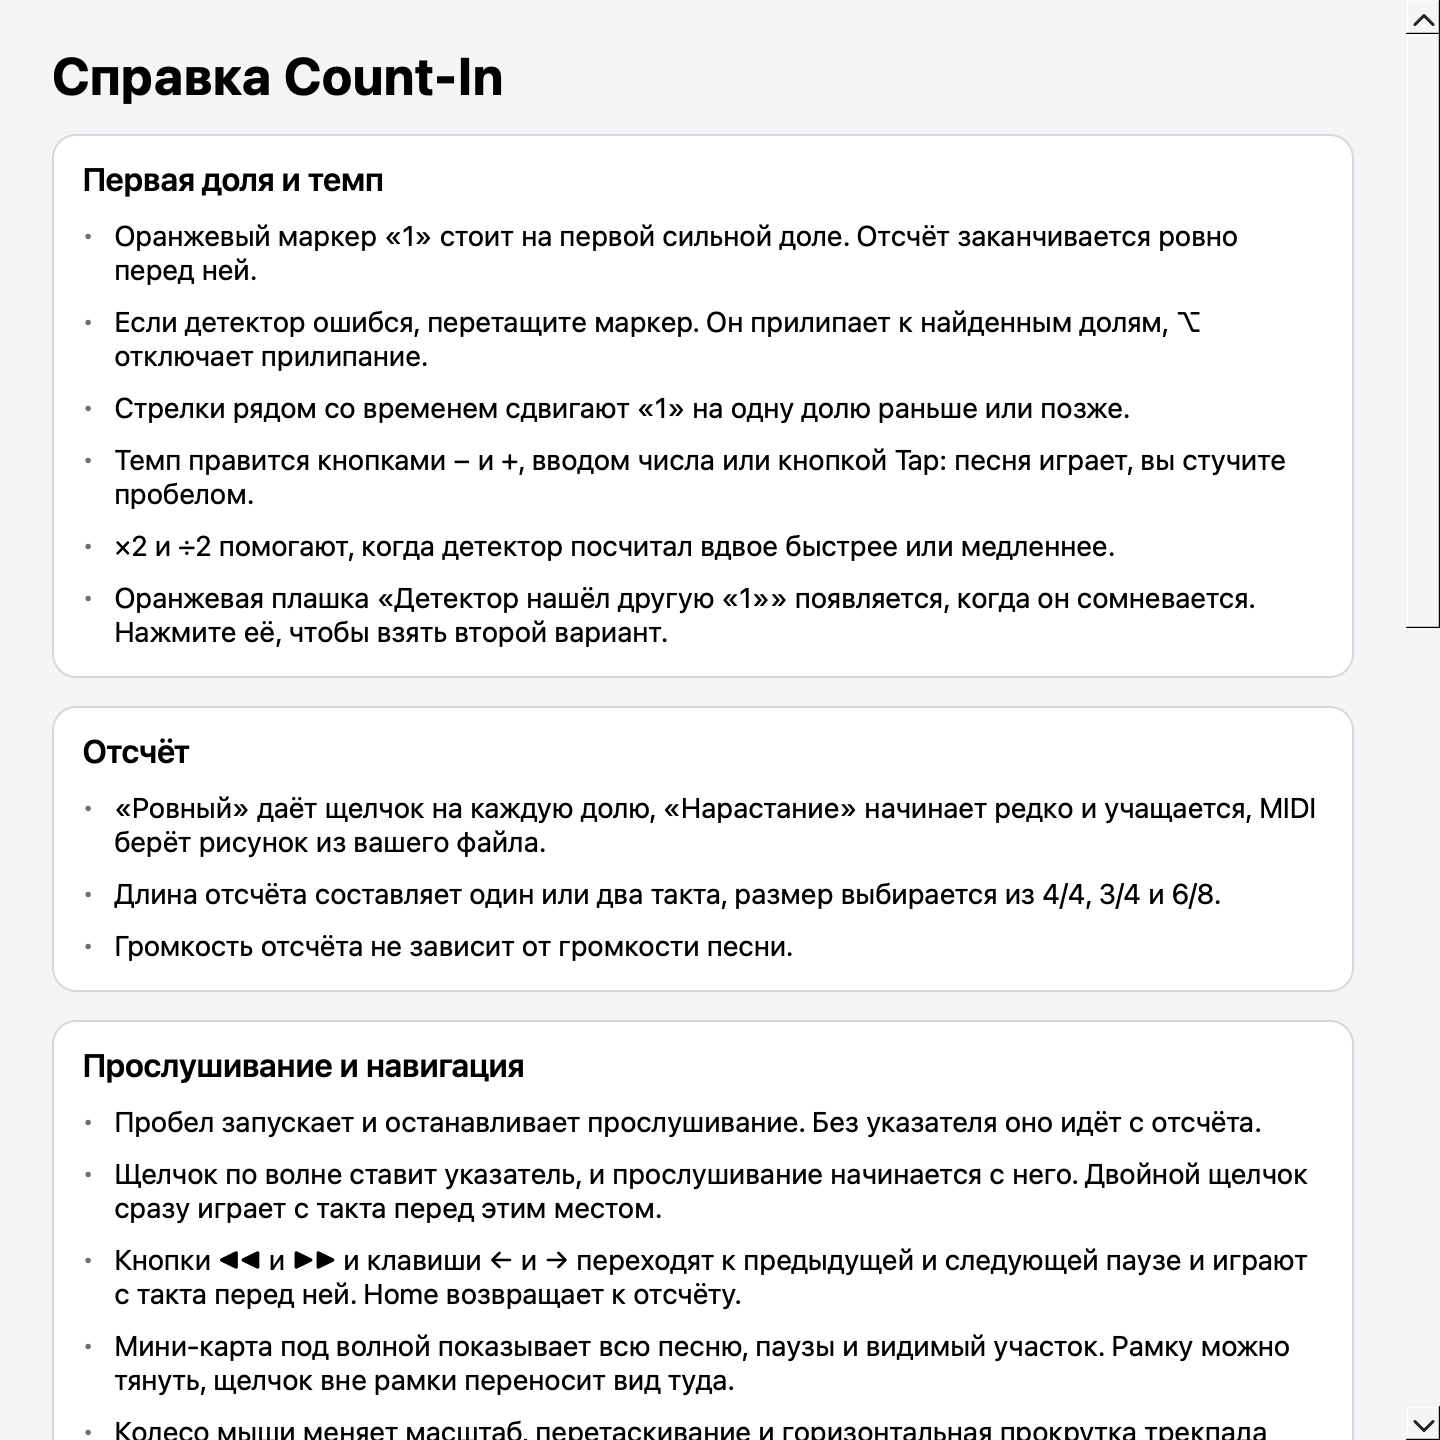 Справка Count-In
Первая доля и темп
• Оранжевый маркер «1» стоит на первой сильной доле. Отсчёт заканчивается ровно
перед ней.
• Если детектор ошибся, перетащите маркер. Он прилипает к найденным долям, ⌥
отключает прилипание.
• Стрелки рядом со временем сдвигают «1» на одну долю раньше или позже.
• Темп правится кнопками − и +, вводом числа или кнопкой Tap: песня играет, вы стучите
пробелом.
• ×2 и ÷2 помогают, когда детектор посчитал вдвое быстрее или медленнее.
• Оранжевая плашка «Детектор нашёл другую «1»» появляется, когда он сомневается.
Нажмите её, чтобы взять второй вариант.
Отсчёт
• «Ровный» даёт щелчок на каждую долю, «Нарастание» начинает редко и учащается, MIDI
берёт рисунок из вашего файла.
• Длина отсчёта составляет один или два такта, размер выбирается из 4/4, 3/4 и 6/8.
• Громкость отсчёта не зависит от громкости песни.
Прослушивание и навигация
• Пробел запускает и останавливает прослушивание. Без указателя оно идёт с отсчёта.
• Щелчок по волне ставит указатель, и прослушивание начинается с него. Двойной щелчок
сразу играет с такта перед этим местом.
• Кнопки ◀◀ и ▶▶ и клавиши ← и → переходят к предыдущей и следующей паузе и играют
с такта перед ней. Home возвращает к отсчёту.
• Мини-карта под волной показывает всю песню, паузы и видимый участок. Рамку можно
тянуть, щелчок вне рамки переносит вид туда.
• Колесо мыши меняет масштаб, перетаскивание и горизонтальная прокрутка трекпада